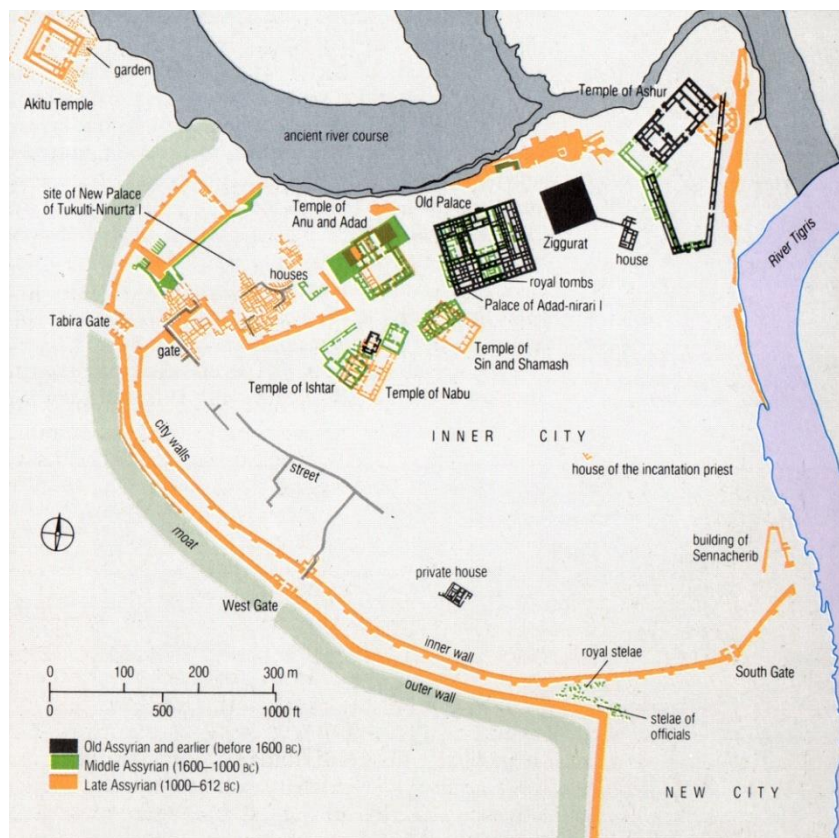 garden
Akitu Temple
Temple of Ashur
ancient river course
site of New Palace
of Tukulti-Ninurta I
Temple of
Anu and Adad
Old Palace
Ziggurat
house
River Tigris
houses
royal tombs
Palace of Adad-nirari I
Tabira Gate
gate
Temple of
Sin and Shamash
Temple of Ishtar
Temple of Nabu
INNER CITY
city walls
street
house of the incantation priest
moat
building of
Sennacherib
private house
West Gate
inner wall
royal stelae
outer wall
South Gate
stelae of
officials
0 100 200 300 m
0 500 1000 ft
Old Assyrian and earlier (before 1600 BC)
Middle Assyrian (1600–1000 BC)
Late Assyrian (1000–612 BC)
NEW CITY